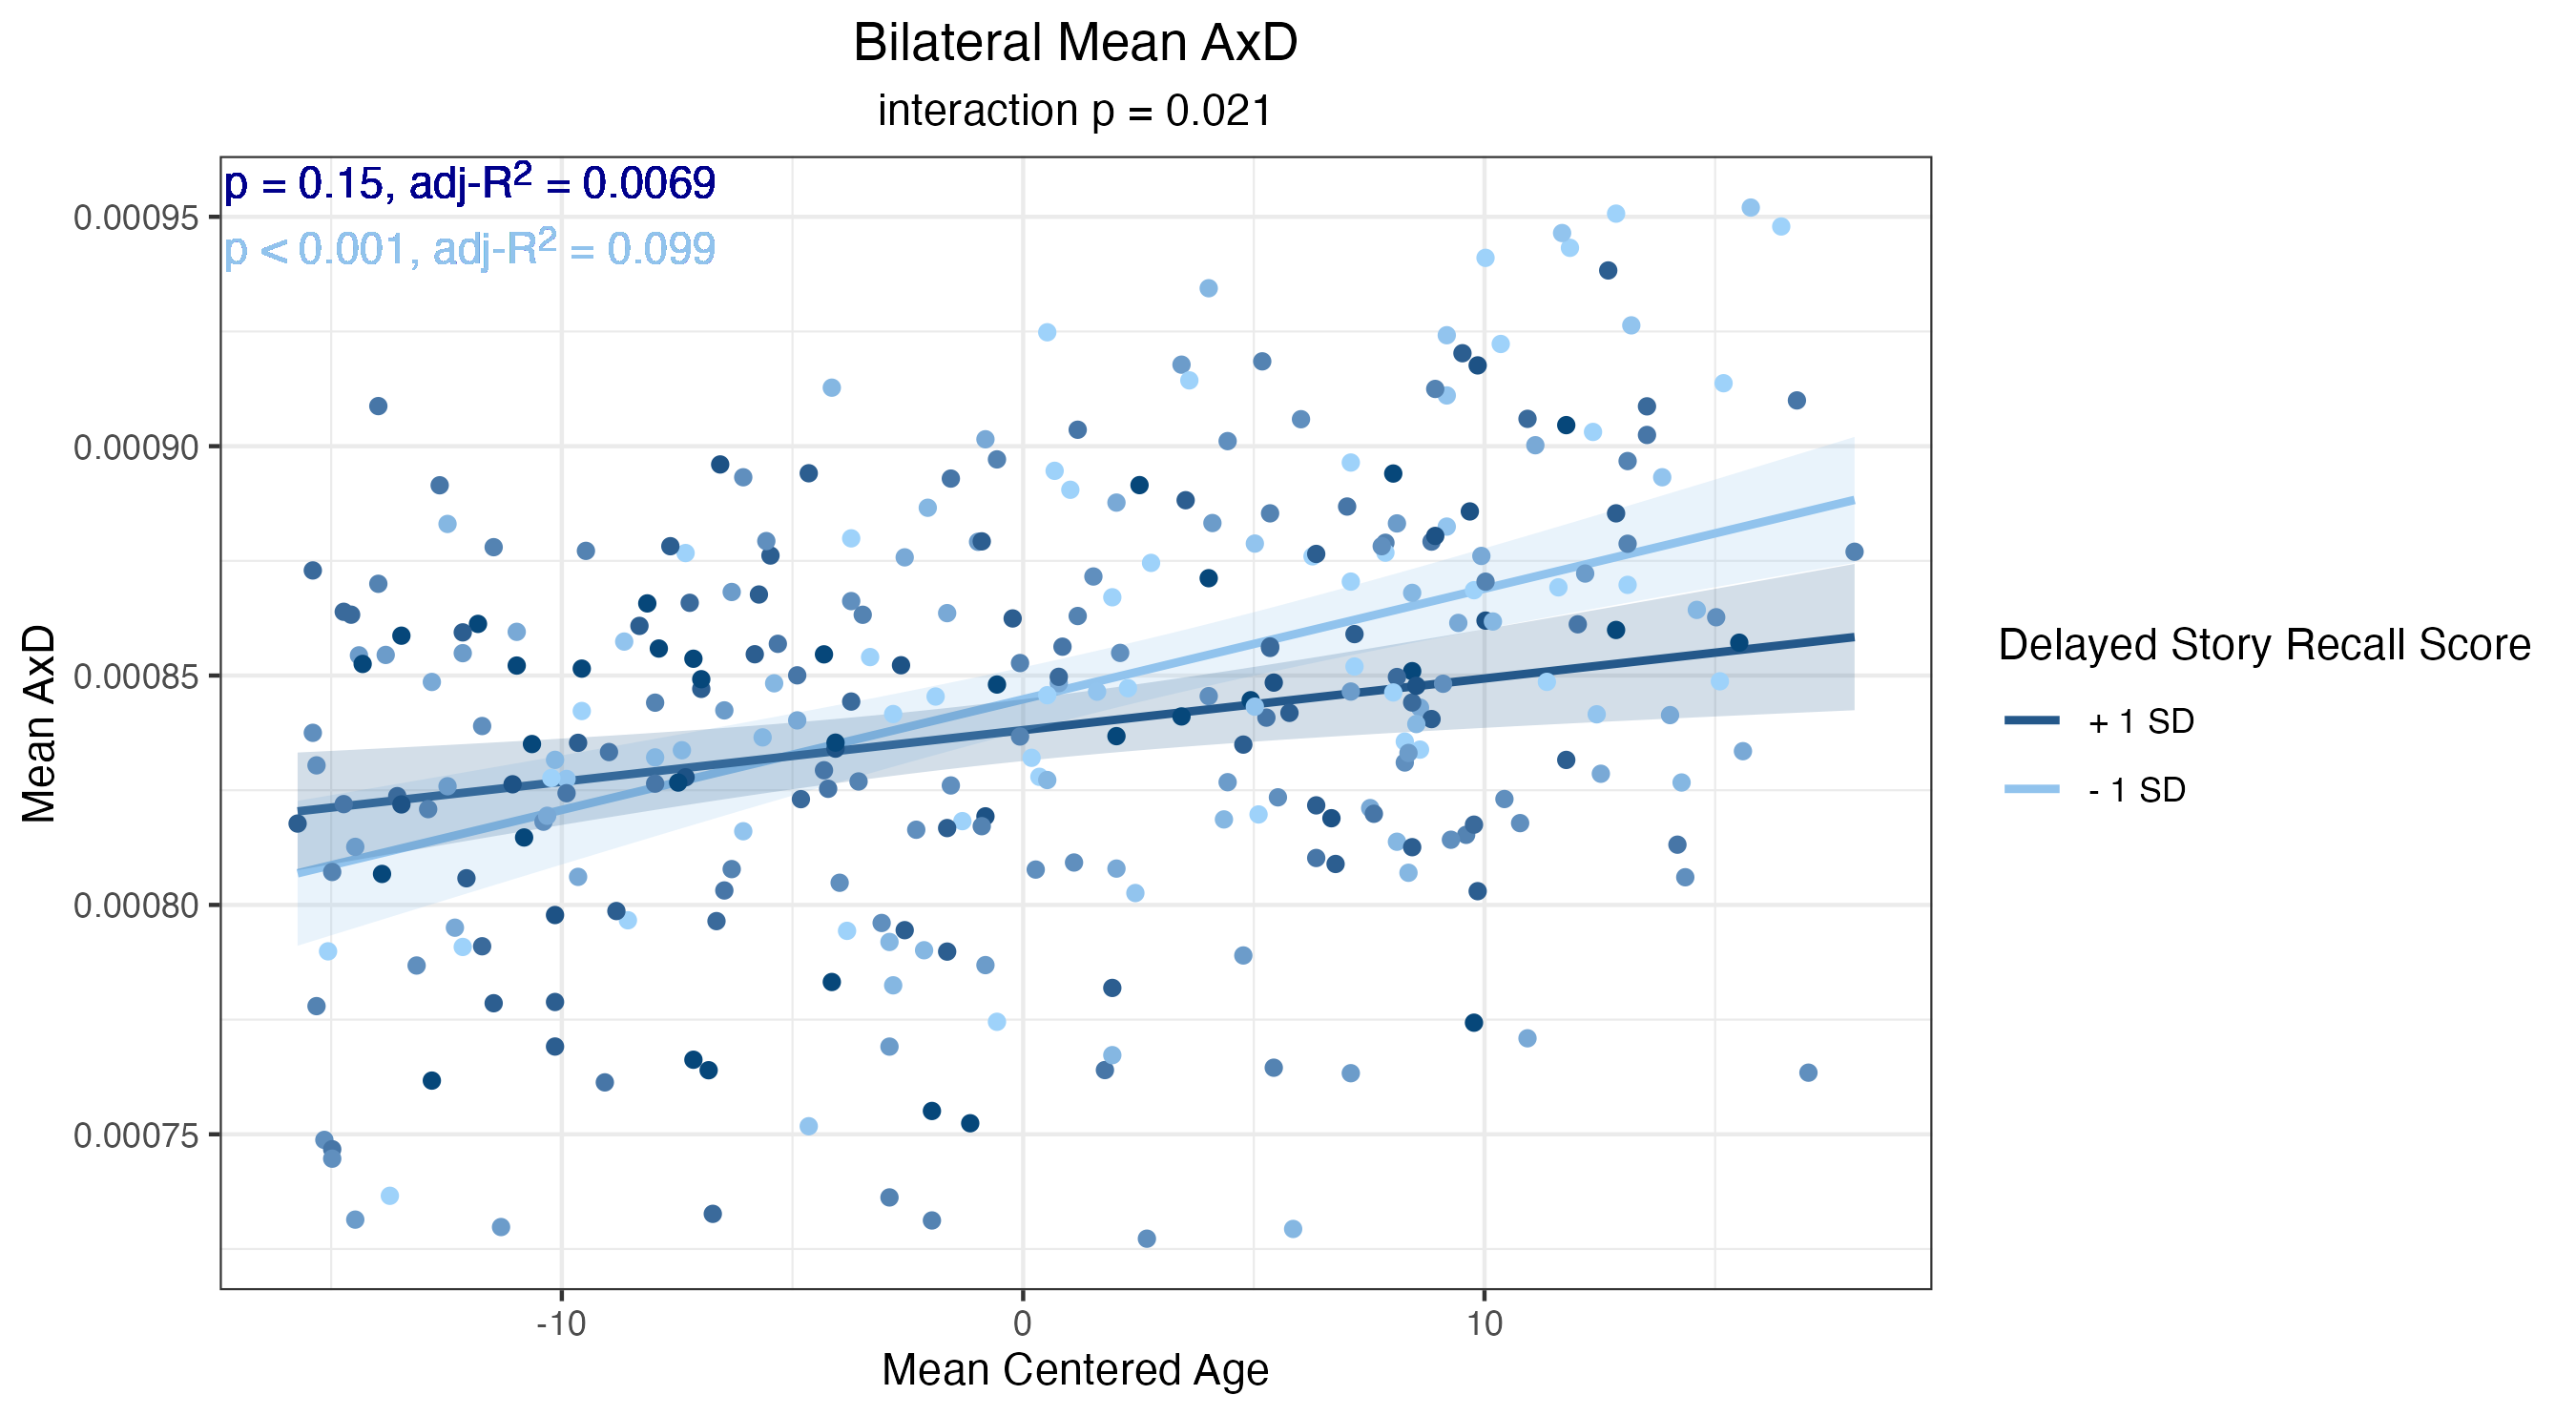 Bilateral Mean AxD
interaction p = 0.021
p = 0.15, adj-R² = 0.0069
p < 0.001, adj-R² = 0.099
0.00095
0.00090
0.00085
0.00080
0.00075
Mean AxD
-10 0 10
Mean Centered Age
Delayed Story Recall Score
+ 1 SD
- 1 SD